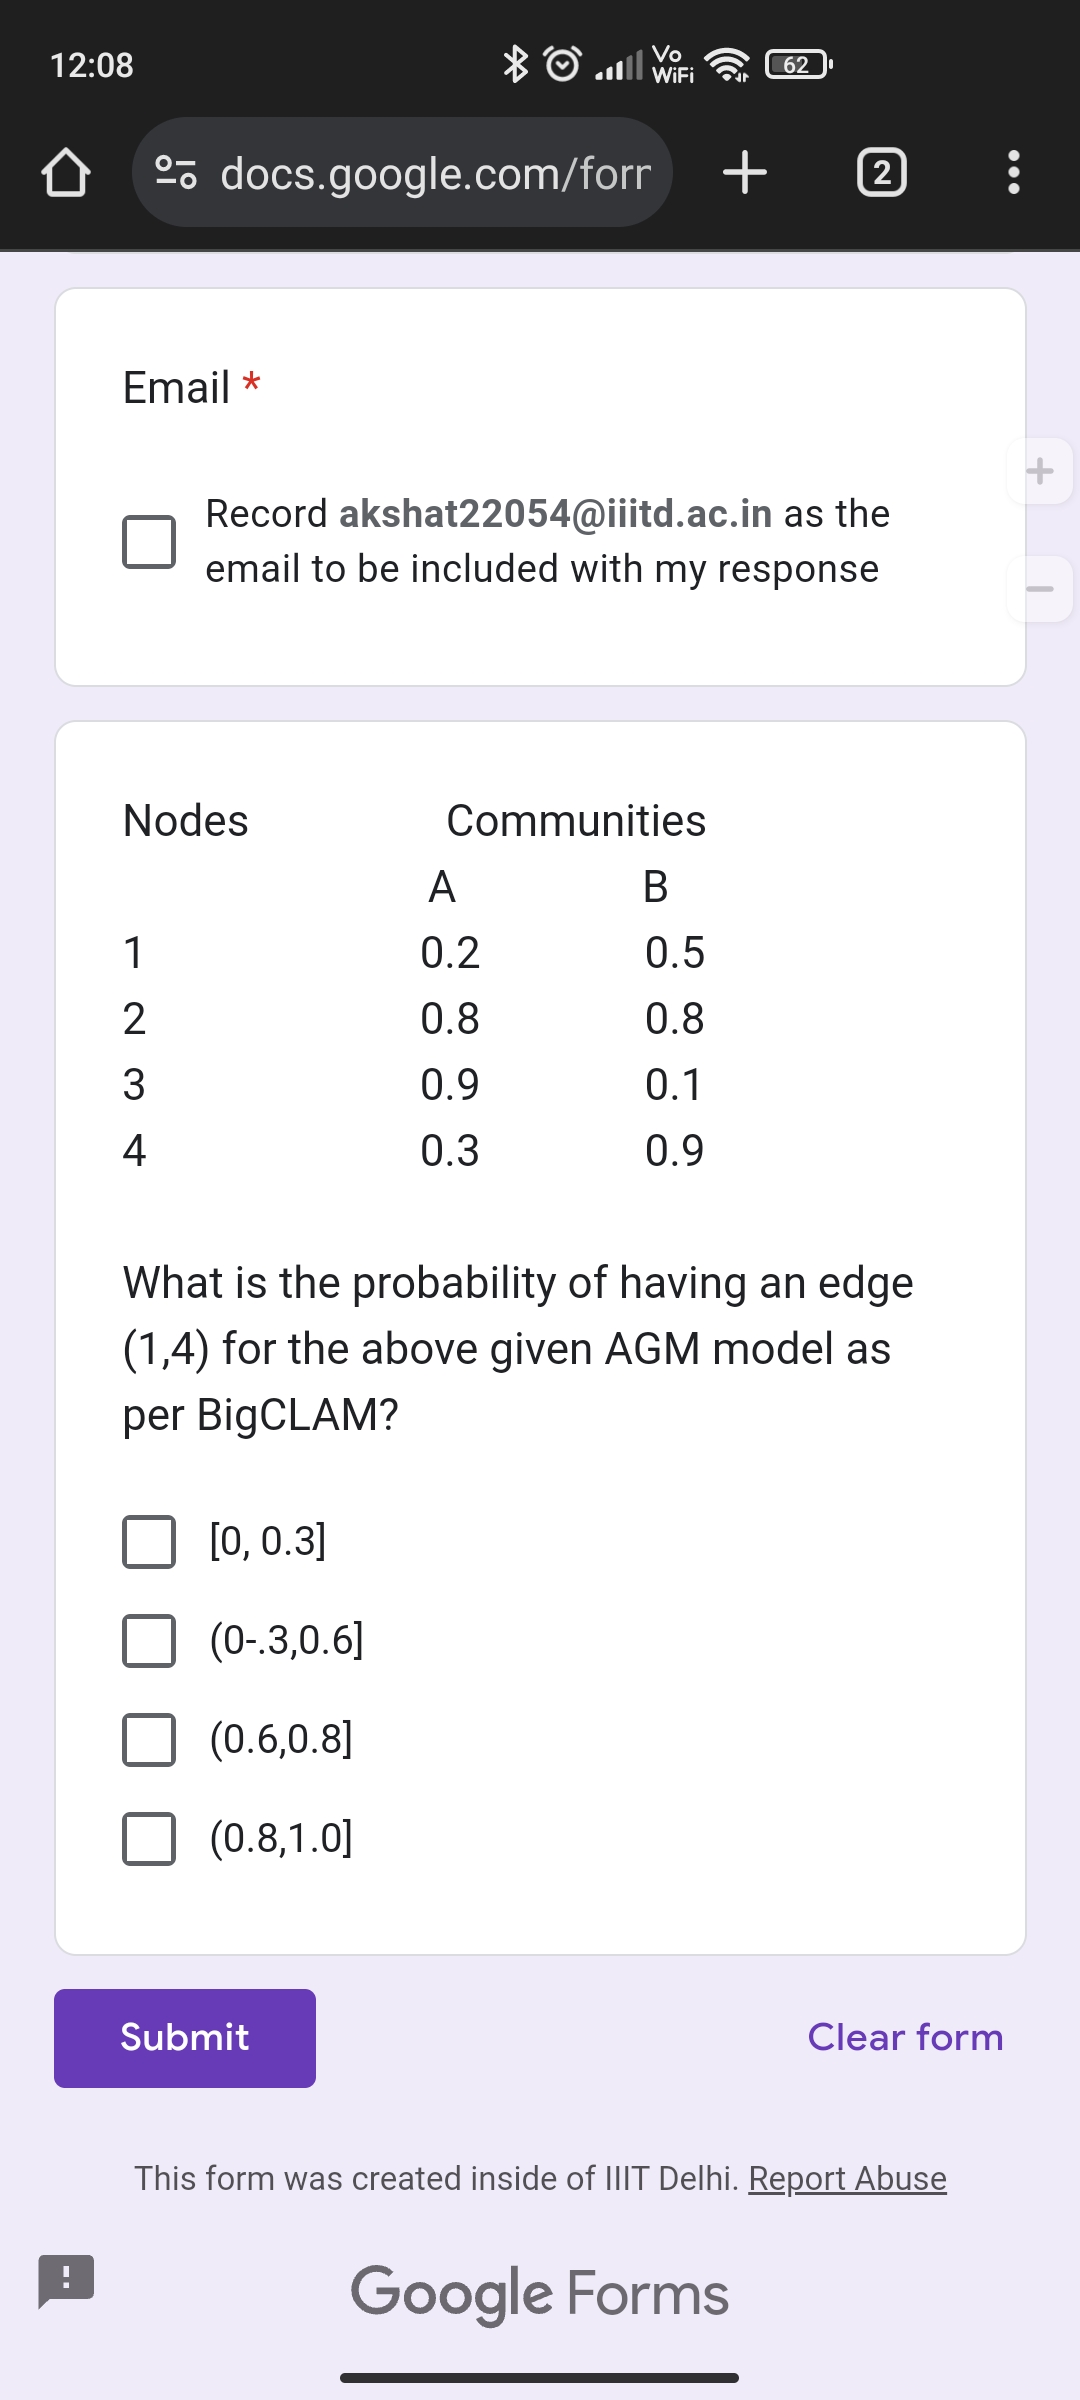 12:08
Vo
WiFi
62
docs.google.com/forr
2
Email *
Record akshat22054@iiitd.ac.in as the
email to be included with my response
Nodes Communities
A B
1 0.2 0.5
2 0.8 0.8
3 0.9 0.1
4 0.3 0.9
What is the probability of having an edge
(1,4) for the above given AGM model as
per BigCLAM?
[0, 0.3]
(0-.3,0.6]
(0.6,0.8]
(0.8,1.0]
Submit Clear form
This form was created inside of IIIT Delhi. Report Abuse
Google Forms